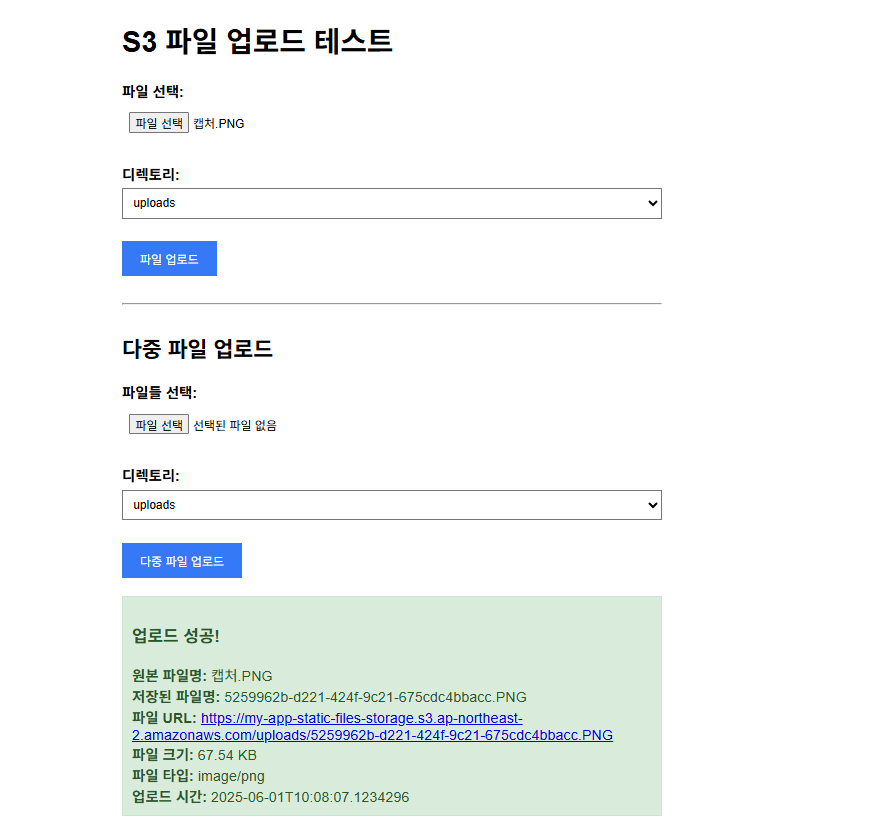 S3 파일 업로드 테스트
파일 선택:
파일 선택 캡처.PNG
디렉토리:
uploads
파일 업로드
다중 파일 업로드
파일들 선택:
파일 선택 선택된 파일 없음
디렉토리:
uploads
다중 파일 업로드
업로드 성공!
원본 파일명: 캡처.PNG
저장된 파일명: 5259962b-d221-424f-9c21-675cdc4bbacc.PNG
파일 URL: https://my-app-static-files-storage.s3.ap-northeast-
2.amazonaws.com/uploads/5259962b-d221-424f-9c21-675cdc4bbacc.PNG
파일 크기: 67.54 KB
파일 타입: image/png
업로드 시간: 2025-06-01T10:08:07.1234296